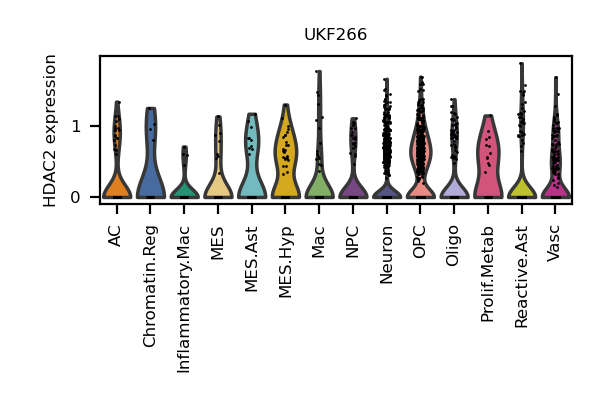 UKF266
HDAC2 expression
1
0
AC
Chromatin.Reg
Inflammatory.Mac
MES
MES.Ast
MES.Hyp
Mac
NPC
Neuron
OPC
Oligo
Prolif.Metab
Reactive.Ast
Vasc